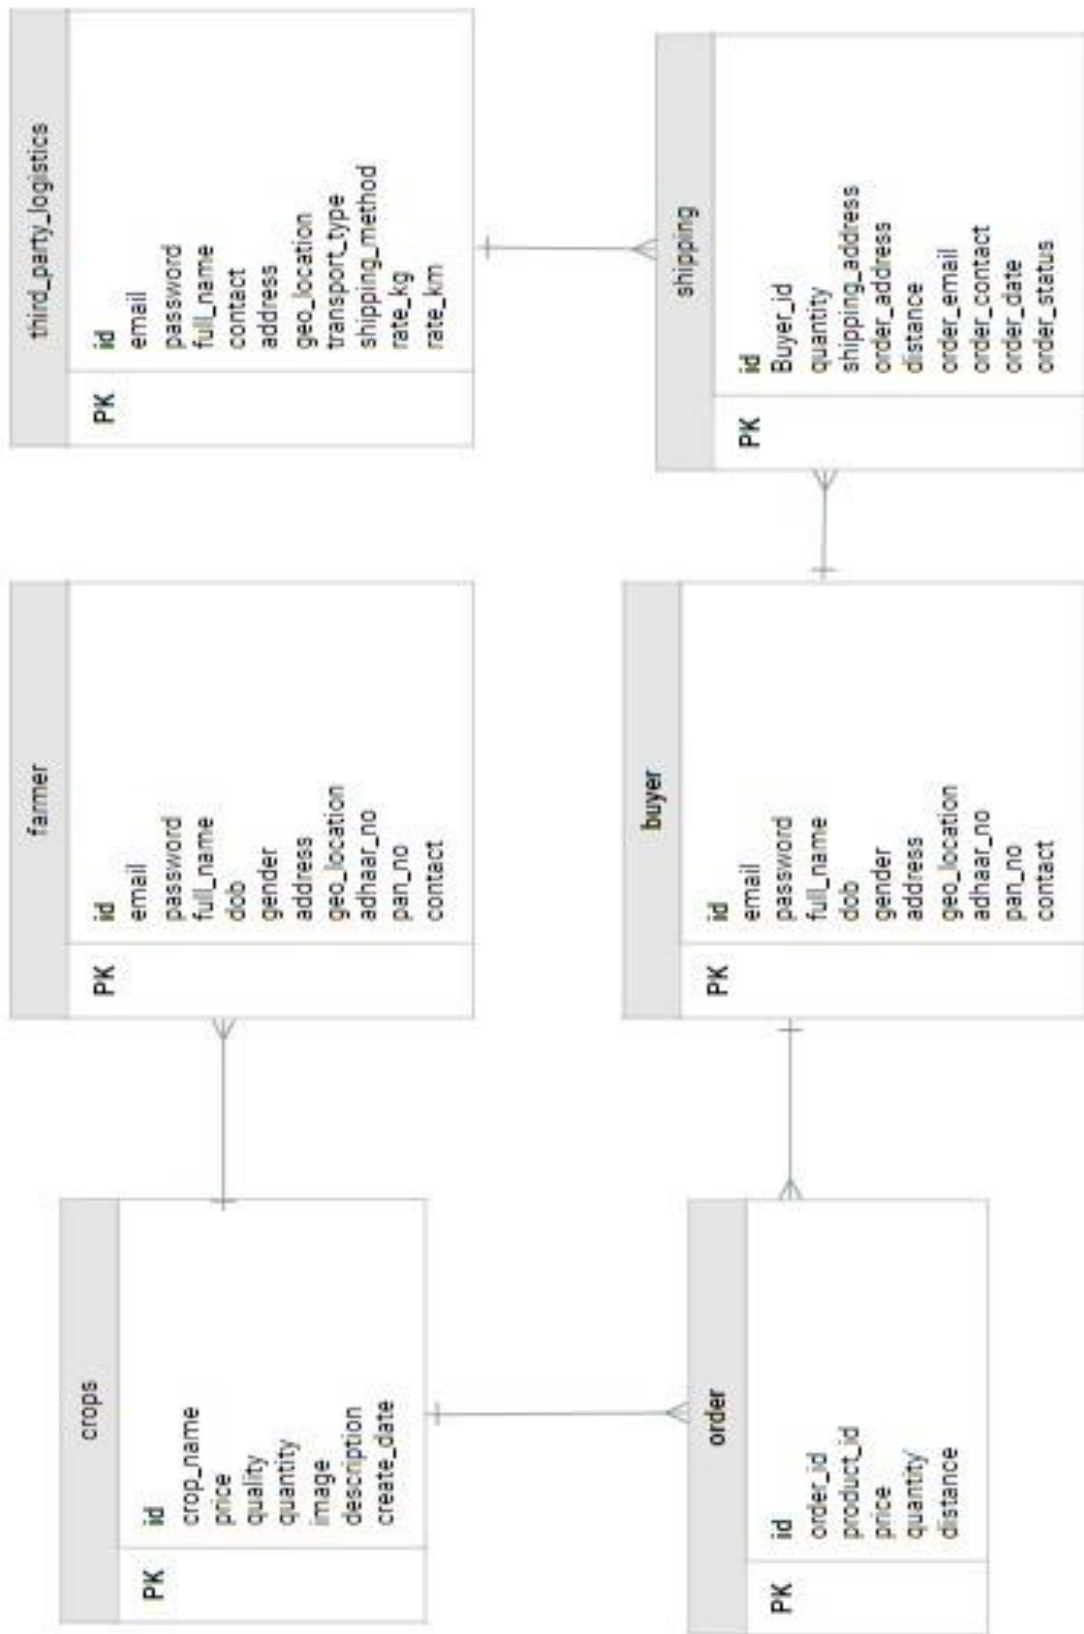 crops
PK
id
crop_name
price
quality
quantity
image
description
create_date
farmer
PK
id
email
password
full_name
dob
gender
address
geo_location
adhaar_no
pan_no
contact
third_party_logistics
PK
id
email
password
full_name
contact
address
geo_location
transport_type
shipping_method
rate_kg
rate_km
order
PK
id
order_id
product_id
price
quantity
distance
buyer
PK
id
email
password
full_name
dob
gender
address
geo_location
adhaar_no
pan_no
contact
shipping
PK
id
Buyer_id
quantity
shipping_address
order_address
distance
order_email
order_contact
order_date
order_status